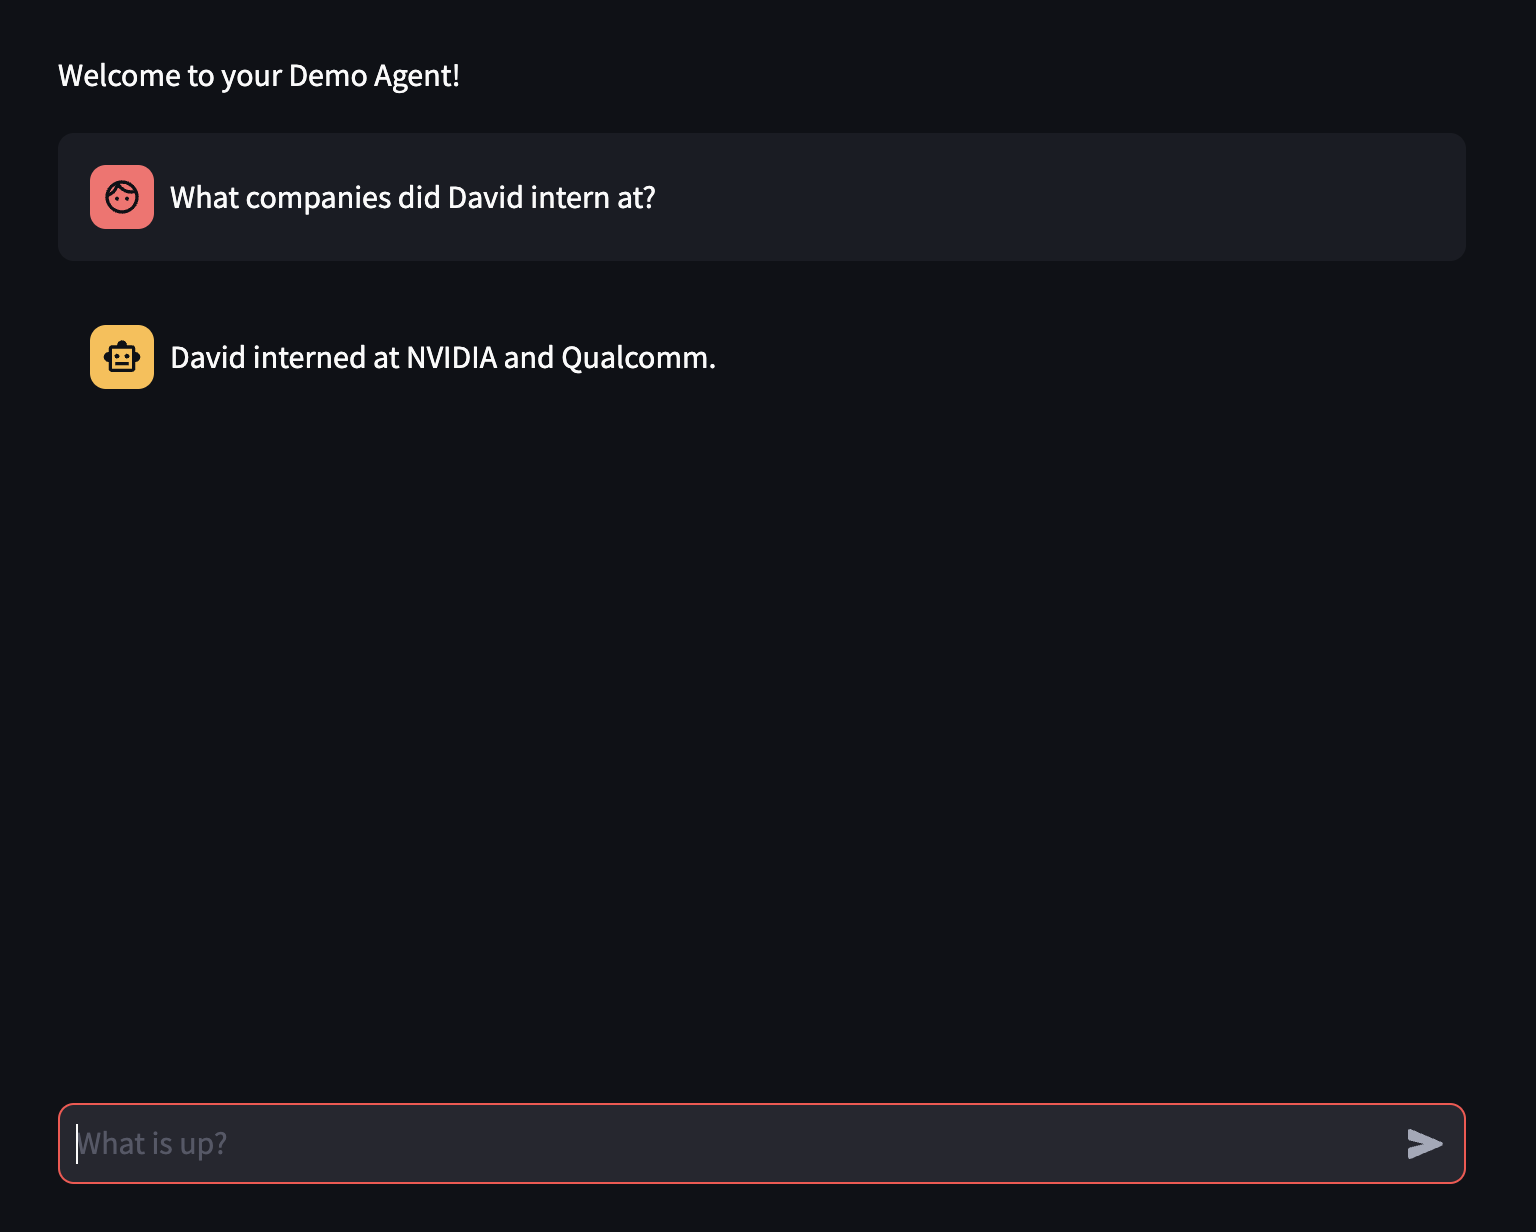 Welcome to your Demo Agent!
What companies did David intern at?
David interned at NVIDIA and Qualcomm.
What is up?